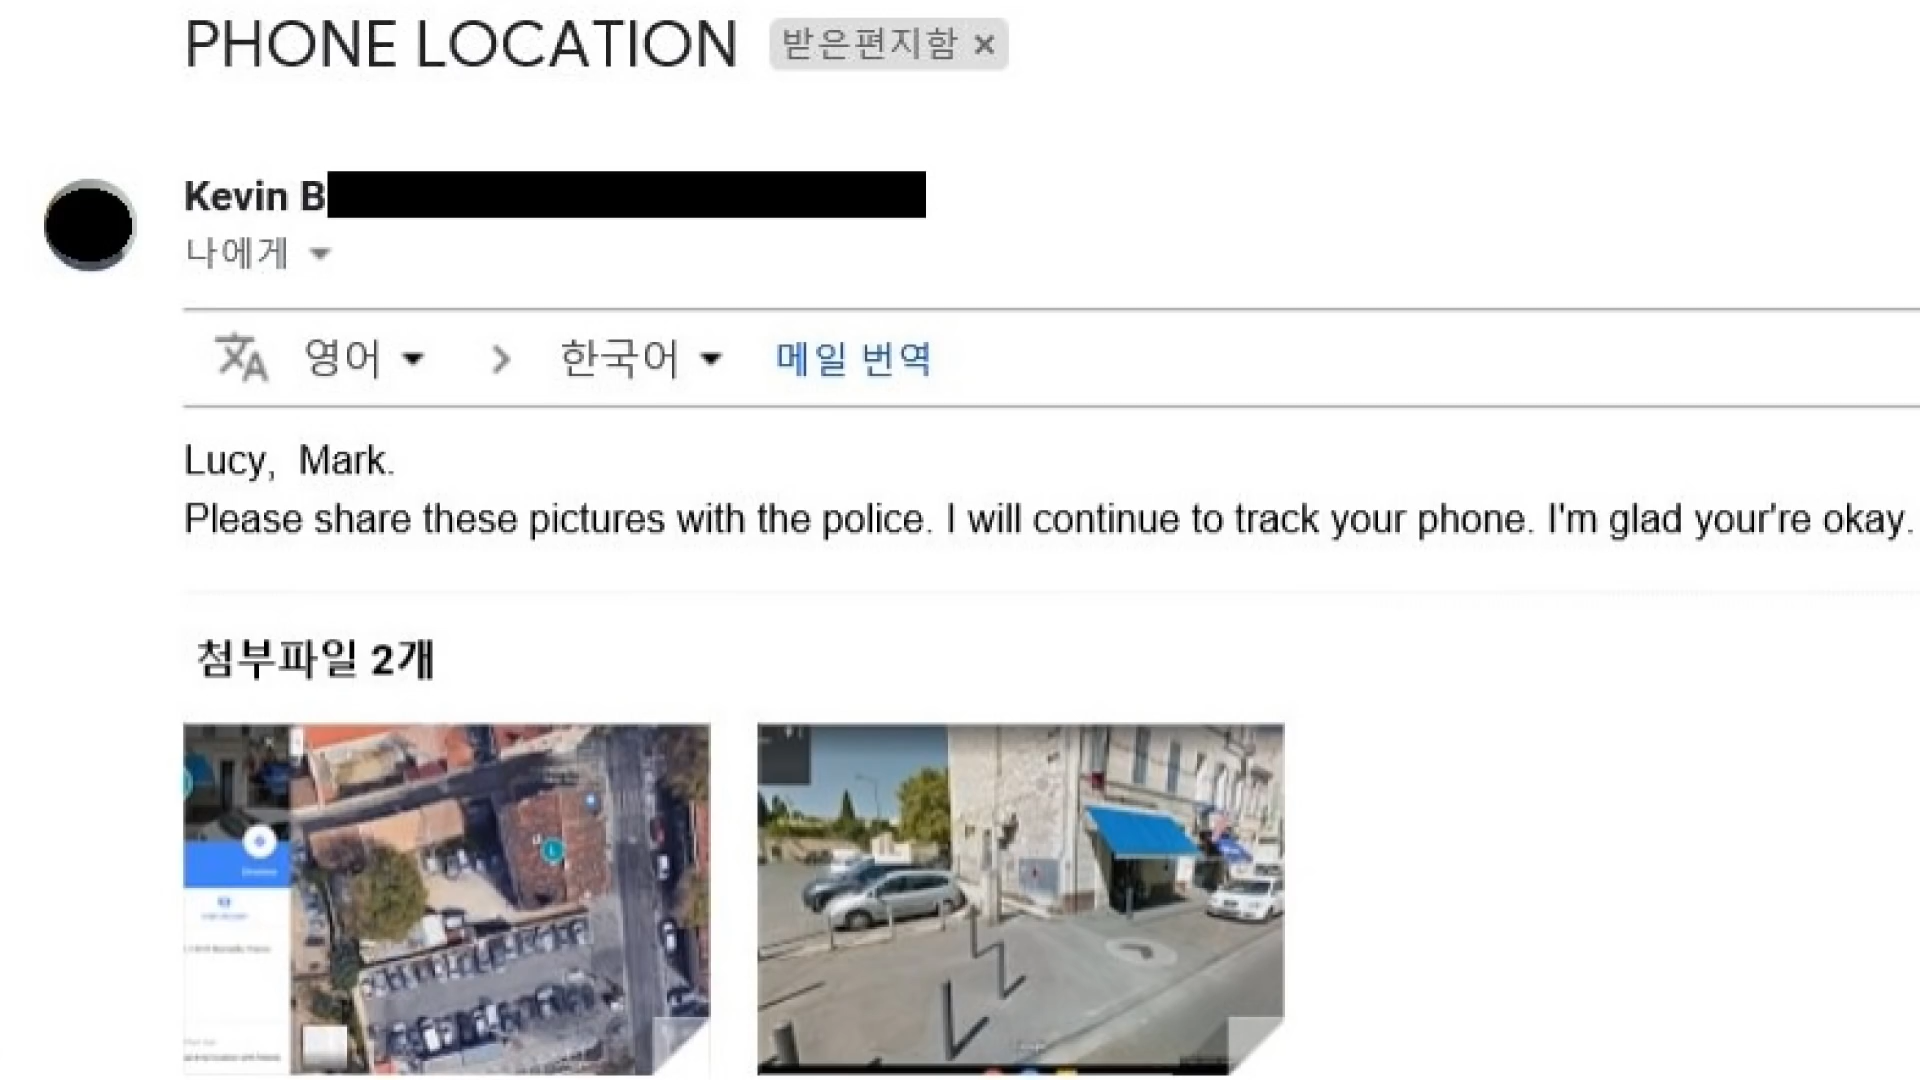 PHONE LOCATION 받은편지함 ×
Kevin B
나에게
영어 > 한국어 메일 번역
Lucy, Mark.
Please share these pictures with the police. I will continue to track your phone. I'm glad your're okay.
첨부파일 2개